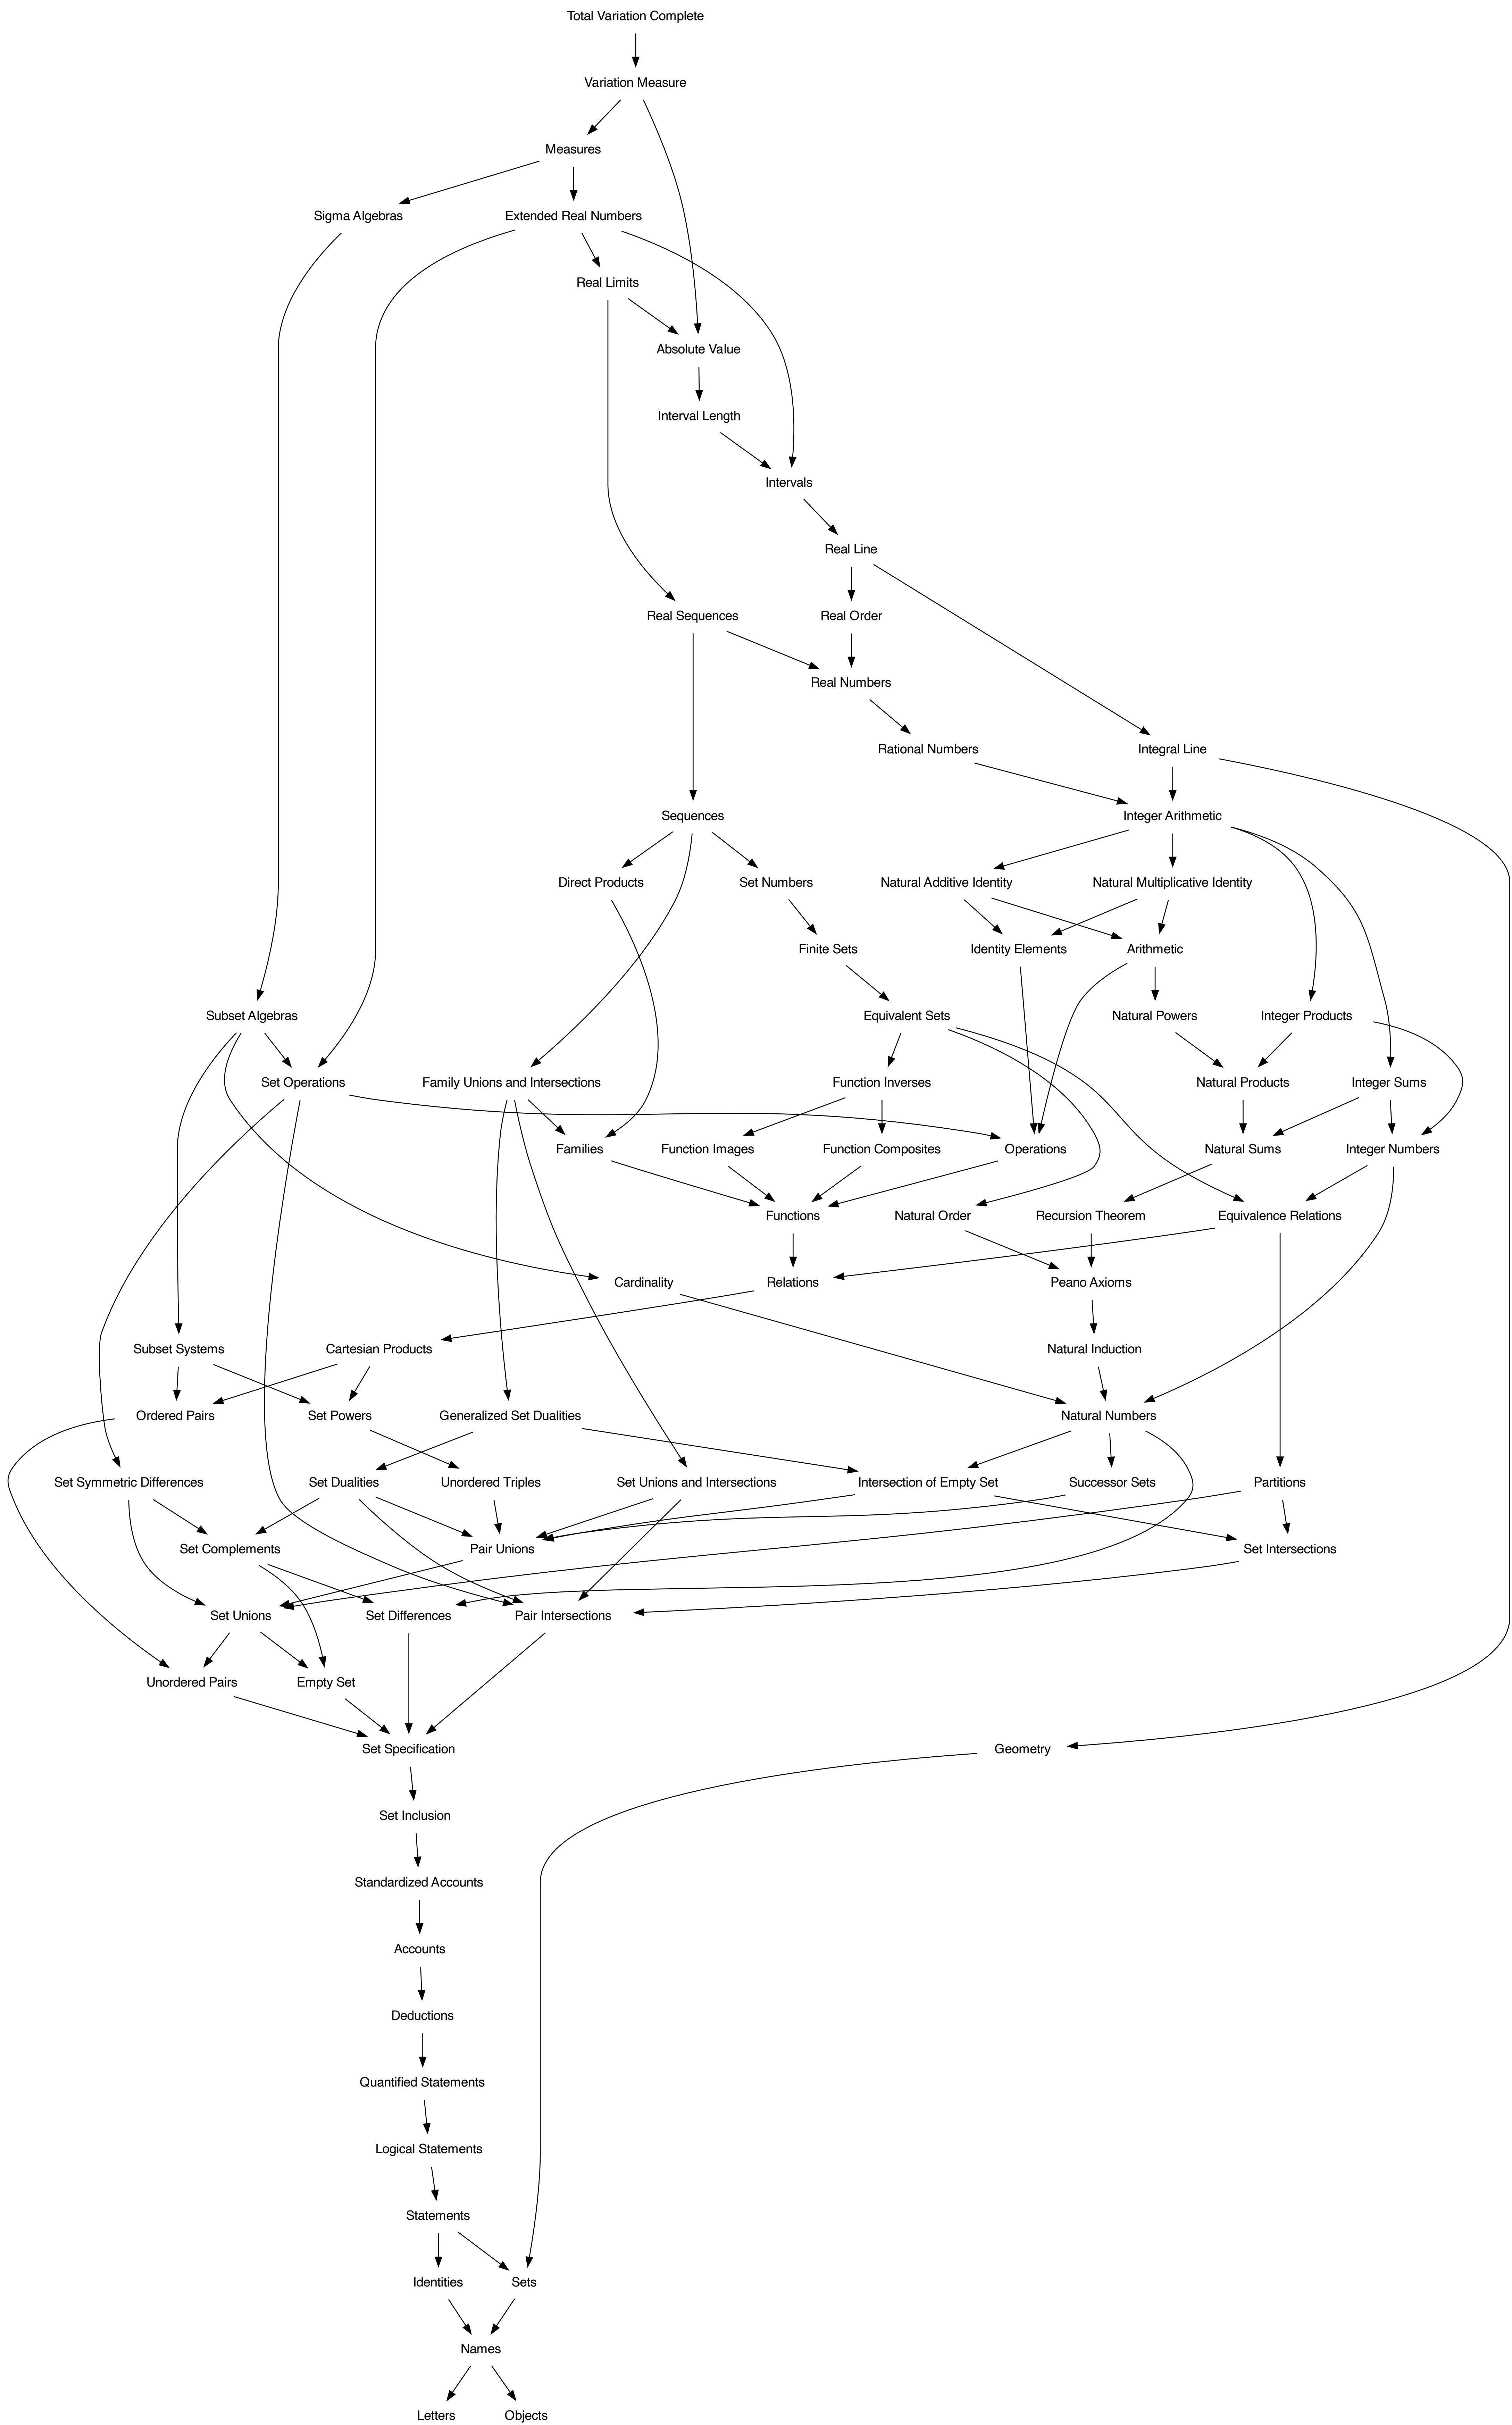 Total Variation Complete
Variation Measure
Measures
Sigma Algebras
Extended Real Numbers
Real Limits
Absolute Value
Interval Length
Intervals
Real Line
Real Sequences
Real Order
Real Numbers
Rational Numbers
Integral Line
Sequences
Integer Arithmetic
Direct Products
Set Numbers
Natural Additive Identity
Natural Multiplicative Identity
Finite Sets
Identity Elements
Arithmetic
Subset Algebras
Equivalent Sets
Natural Powers
Integer Products
Set Operations
Family Unions and Intersections
Function Inverses
Natural Products
Integer Sums
Families
Function Images
Function Composites
Operations
Natural Sums
Integer Numbers
Functions
Natural Order
Recursion Theorem
Equivalence Relations
Cardinality
Relations
Peano Axioms
Subset Systems
Cartesian Products
Natural Induction
Ordered Pairs
Set Powers
Generalized Set Dualities
Natural Numbers
Set Symmetric Differences
Set Dualities
Unordered Triples
Set Unions and Intersections
Intersection of Empty Set
Successor Sets
Partitions
Set Complements
Pair Unions
Set Intersections
Set Unions
Set Differences
Pair Intersections
Unordered Pairs
Empty Set
Set Specification
Geometry
Set Inclusion
Standardized Accounts
Accounts
Deductions
Quantified Statements
Logical Statements
Statements
Identities
Sets
Names
Letters
Objects